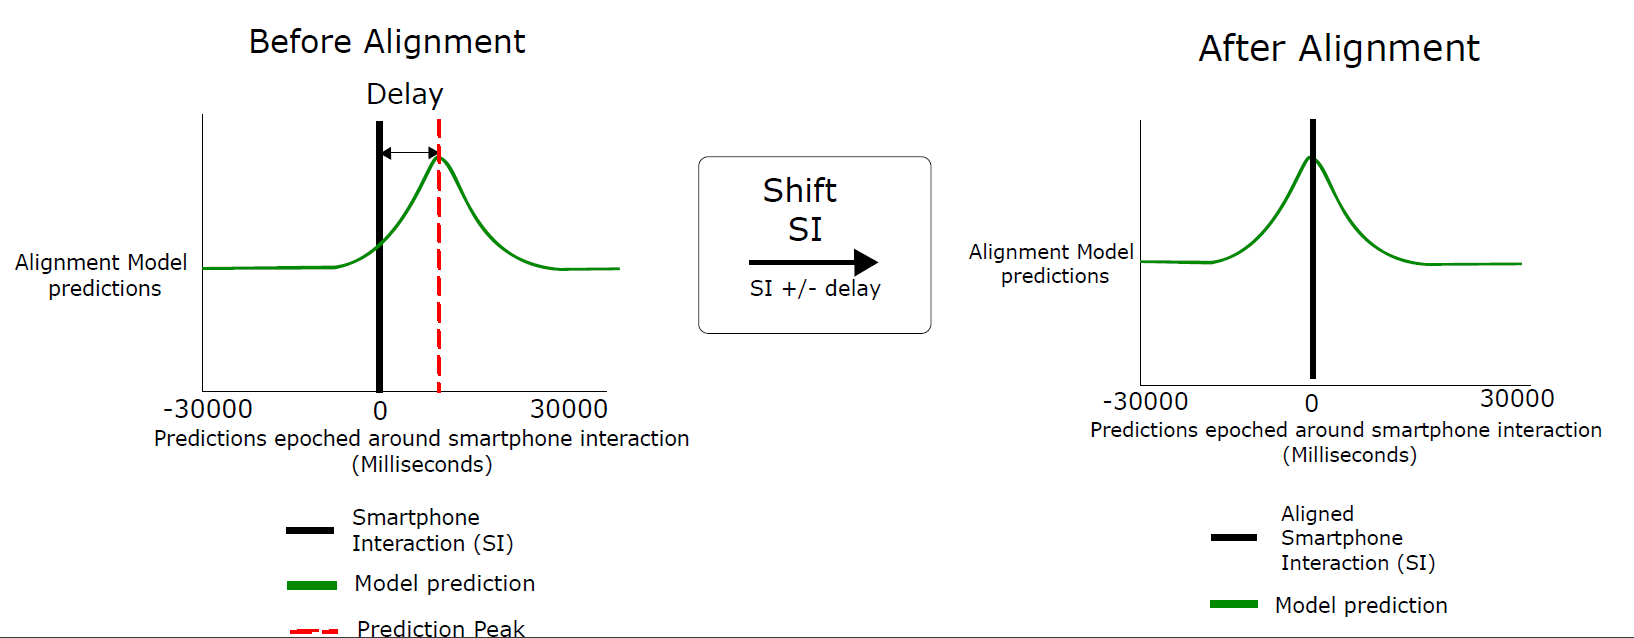 Before Alignment
Delay
Alignment Model
predictions
-30000
0
30000
Predictions epoched around smartphone interaction
(Milliseconds)
Smartphone
Interaction (SI)
Model prediction
Prediction Peak
Shift
SI
SI +/- delay
After Alignment
Alignment Model
predictions
-30000
0
30000
Predictions epoched around smartphone interaction
(Milliseconds)
Aligned
Smartphone
Interaction (SI)
Model prediction